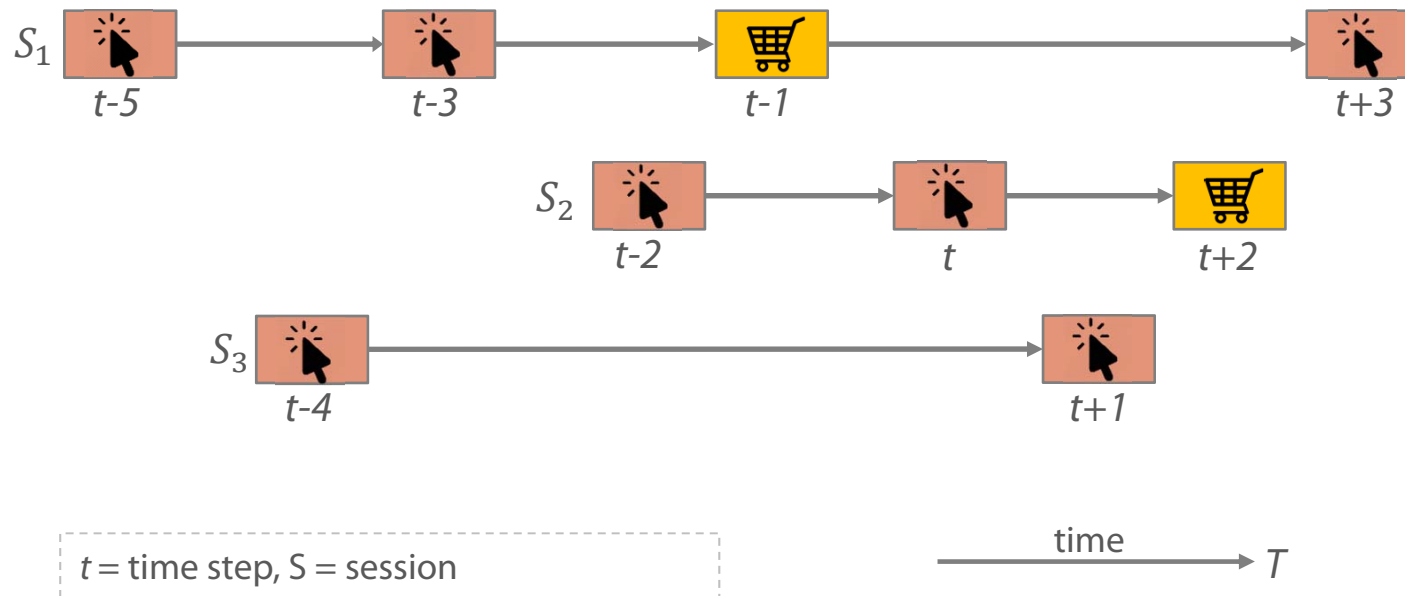 S₁
t-5 t-3 t-1 t+3
S₂
t-2 t t+2
S₃
t-4 t+1
time
t = time step, S = session
T